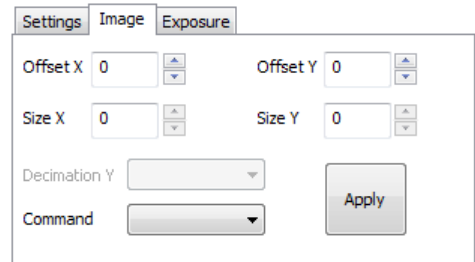 Settings Image Exposure
Offset X 0 Offset Y 0
Size X 0 Size Y 0
Decimation Y
Apply
Command